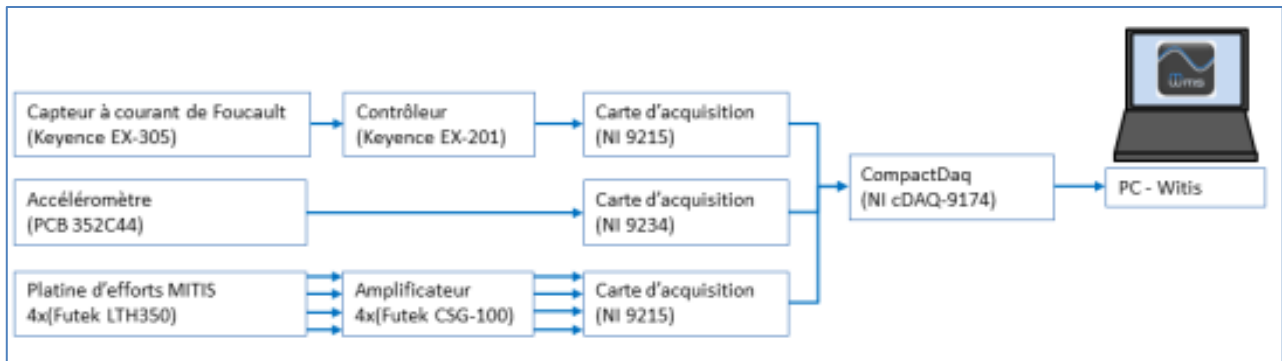 Capteur à courant de Foucault
(Keyence EX-305)
Contrôleur
(Keyence EX-201)
Carte d'acquisition
(NI 9215)
Accéléromètre
(PCB 352C44)
Carte d'acquisition
(NI 9234)
CompactDaq
(NI cDAQ-9174)
PC - Witis
Platine d'efforts MITIS
4x(Futek LTH350)
Amplificateur
4x(Futek CSG-100)
Carte d'acquisition
(NI 9215)